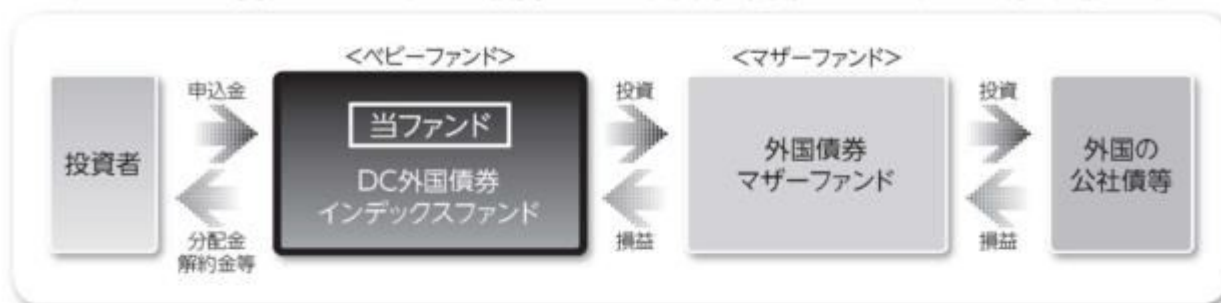 <ベビーファンド>
<マザーファンド>
投資者
申込金
分配金
解約金等
当ファンド
DC外国債券
インデックスファンド
投資
損益
外国債券
マザーファンド
投資
損益
外国の
公社債等